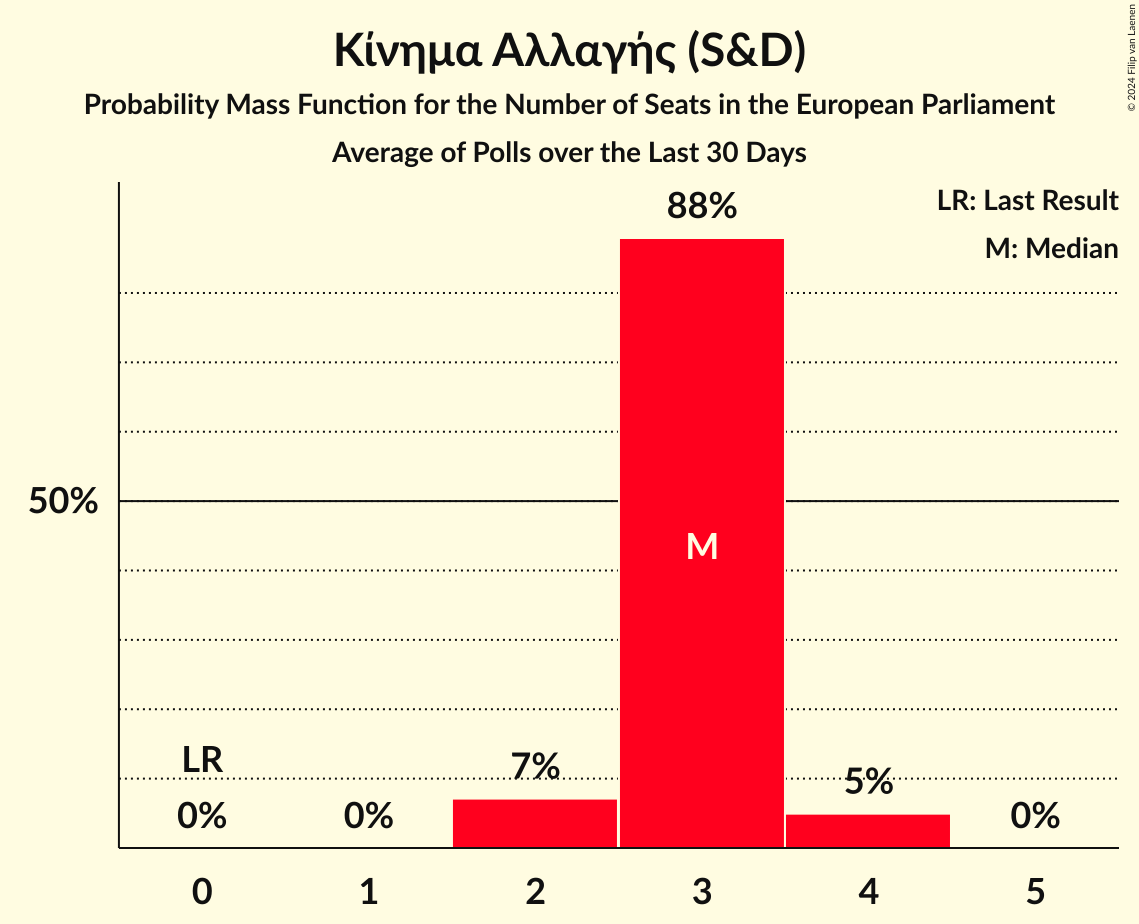 Κίνημα Αλλαγής (S&D)
Probability Mass Function for the Number of Seats in the European Parliament
Average of Polls over the Last 30 Days
© 2024 Filip van Laenen
LR: Last Result
M: Median
88%
50%
M
LR
7%
5%
0%
0%
0%
0
1
2
3
4
5